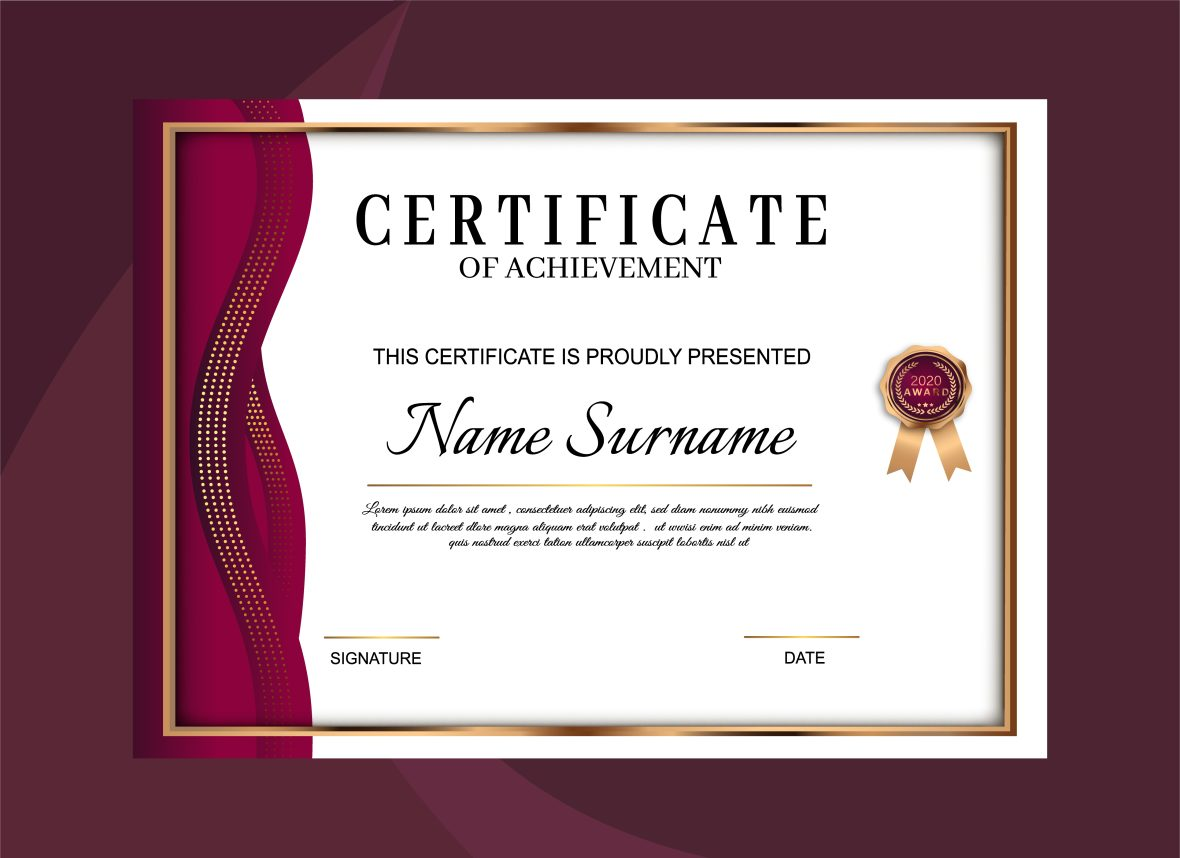 CERTIFICATE
OF ACHIEVEMENT
THIS CERTIFICATE IS PROUDLY PRESENTED
2020
AWARD
Name Surname
Lorem ipsum dolor sit amet , consectetuer adipiscing elit, sed diam nonummy nibh euismod
tincidunt ut lacreet dlore magna aliquam erat volutpat . ut wwisi enim ad minim veniam.
quis nostrud exerci tation ullamcorper suscipit lobortis nisl ut
SIGNATURE
DATE